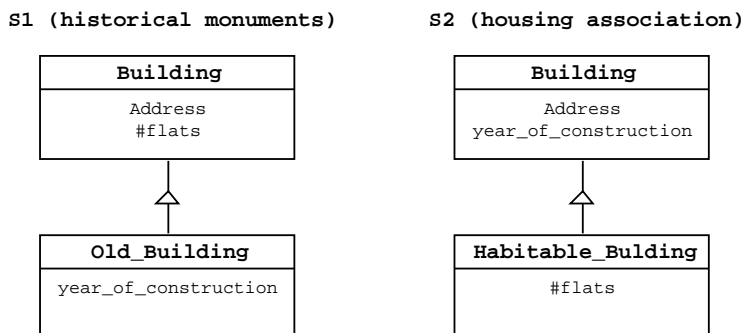 S1 (historical monuments)
S2 (housing association)
Building
Address
#flats
Old_Building
year_of_construction
Building
Address
year_of_construction
Habitable_Bulding
#flats